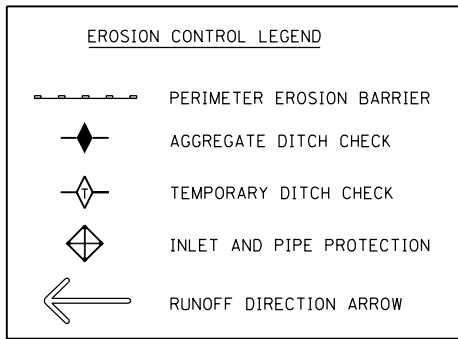 EROSION CONTROL LEGEND
PERIMETER EROSION BARRIER
AGGREGATE DITCH CHECK
T TEMPORARY DITCH CHECK
INLET AND PIPE PROTECTION
RUNOFF DIRECTION ARROW